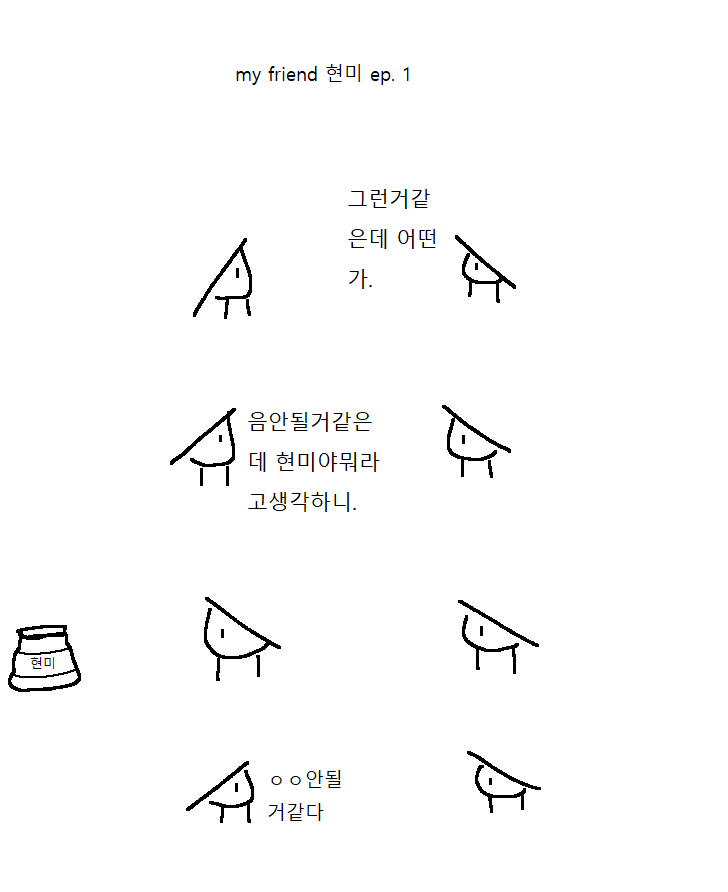 my friend 현미 ep. 1
그런거같
은데 어떤
가.
음안될거같은
데 현미야뭐라
고생각하니.
현미
ㅇㅇ안될
거같다